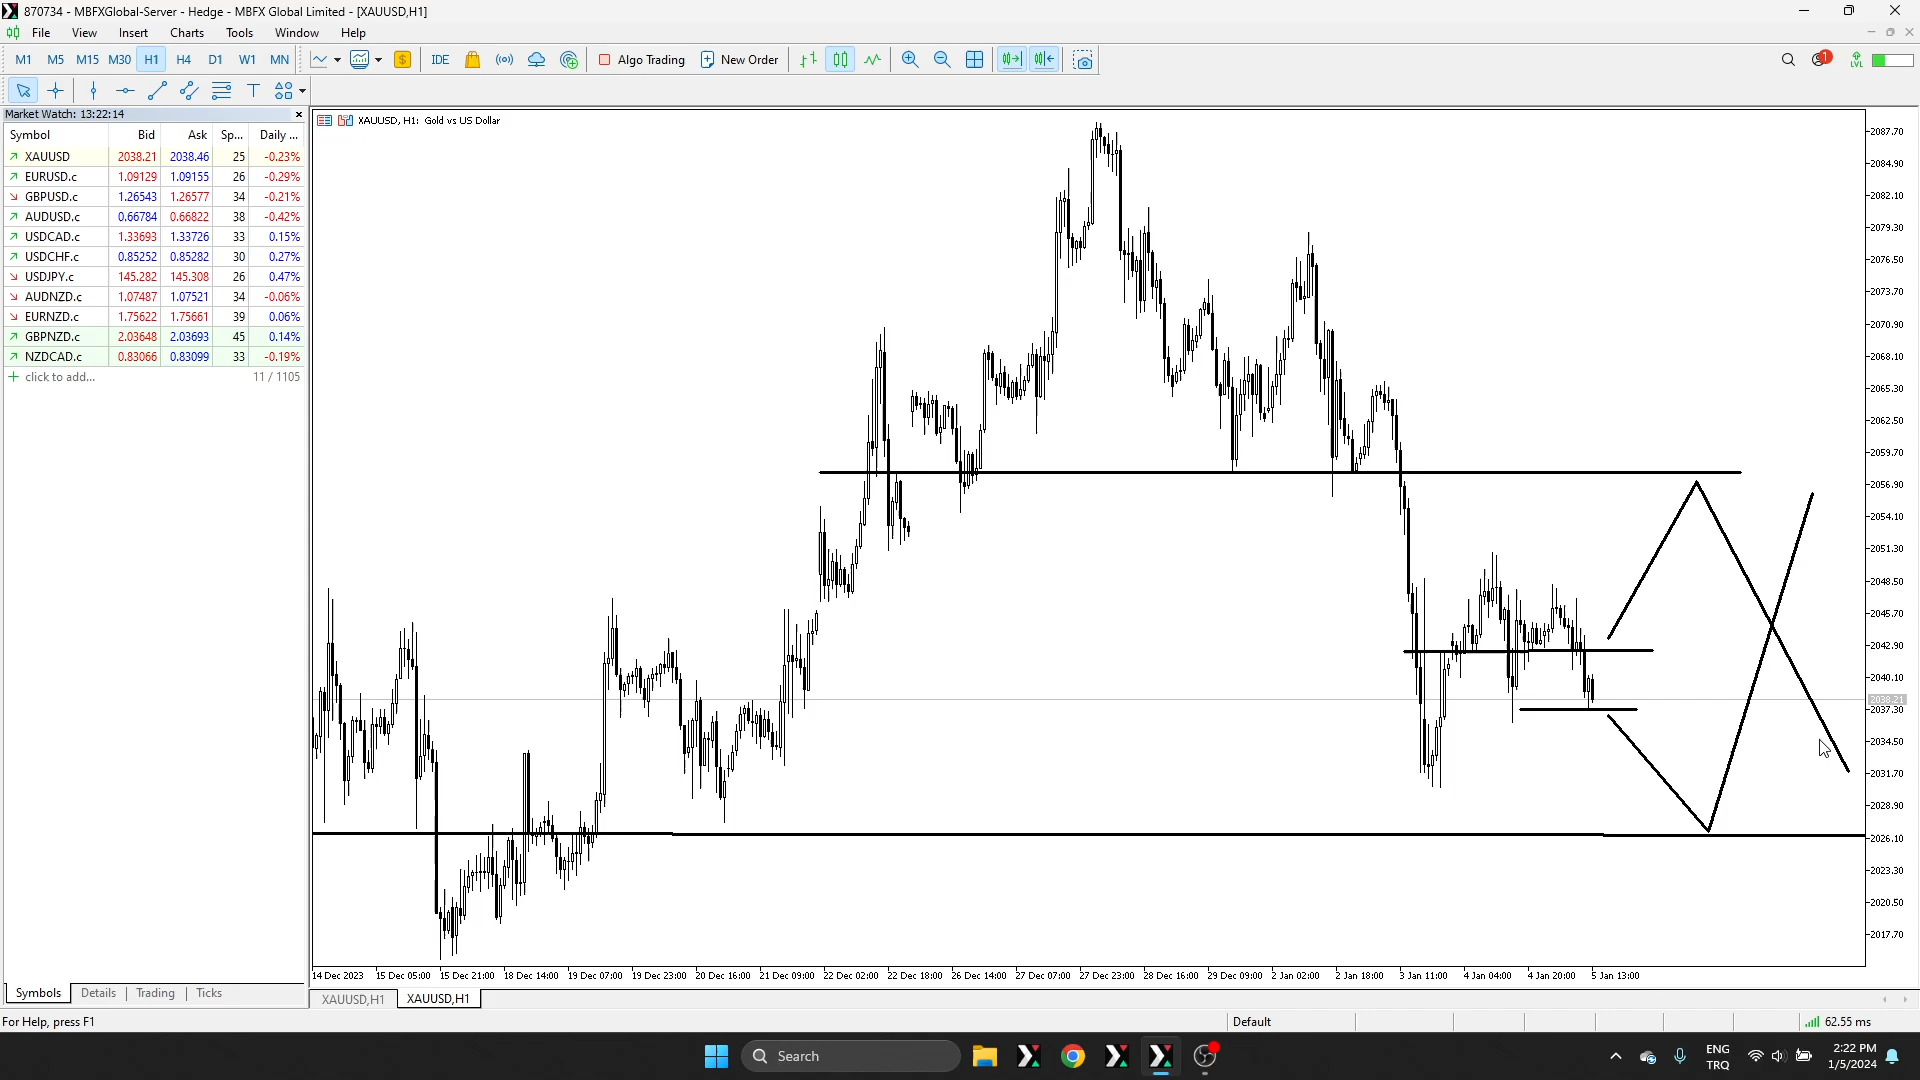 870734 - MBFXGlobal-Server - Hedge - MBFX Global Limited - [XAUUSD,H1]
File View Insert Charts Tools Window Help
M1 M5 M15 M30 H1 H4 D1 W1 MN IDE Algo Trading New Order 1 LVL
Market Watch: 13:22:14
Symbol Bid Ask Sp... Daily ...
XAUUSD 2038.21 2038.46 25 -0.23%
EURUSD.c 1.09129 1.09155 26 -0.29%
GBPUSD.c 1.26543 1.26577 34 -0.21%
AUDUSD.c 0.66784 0.66822 38 -0.42%
USDCAD.c 1.33693 1.33726 33 0.15%
USDCHF.c 0.85252 0.85282 30 0.27%
USDJPY.c 145.282 145.308 26 0.47%
AUDNZD.c 1.07487 1.07521 34 -0.06%
EURNZD.c 1.75622 1.75661 39 0.06%
GBPNZD.c 2.03648 2.03693 45 0.14%
NZDCAD.c 0.83066 0.83099 33 -0.19%
click to add... 11 / 1105
XAUUSD, H1: Gold vs US Dollar
2087.70
2084.90
2082.10
2079.30
2076.50
2073.70
2070.90
2068.10
2065.30
2062.50
2059.70
2056.90
2054.10
2051.30
2048.50
2045.70
2042.90
2040.10
2038.21
2037.30
2034.50
2031.70
2028.90
2026.10
2023.30
2020.50
2017.70
14 Dec 2023 15 Dec 05:00 15 Dec 21:00 18 Dec 14:00 19 Dec 07:00 19 Dec 23:00 20 Dec 16:00 21 Dec 09:00 22 Dec 02:00 22 Dec 18:00 26 Dec 14:00 27 Dec 07:00 27 Dec 23:00 28 Dec 16:00 29 Dec 09:00 2 Jan 02:00 2 Jan 18:00 3 Jan 11:00 4 Jan 04:00 4 Jan 20:00 5 Jan 13:00
Symbols Details Trading Ticks
XAUUSD,H1 XAUUSD,H1
For Help, press F1 Default 62.55 ms
Search
ENG
TRQ
2:22 PM
1/5/2024